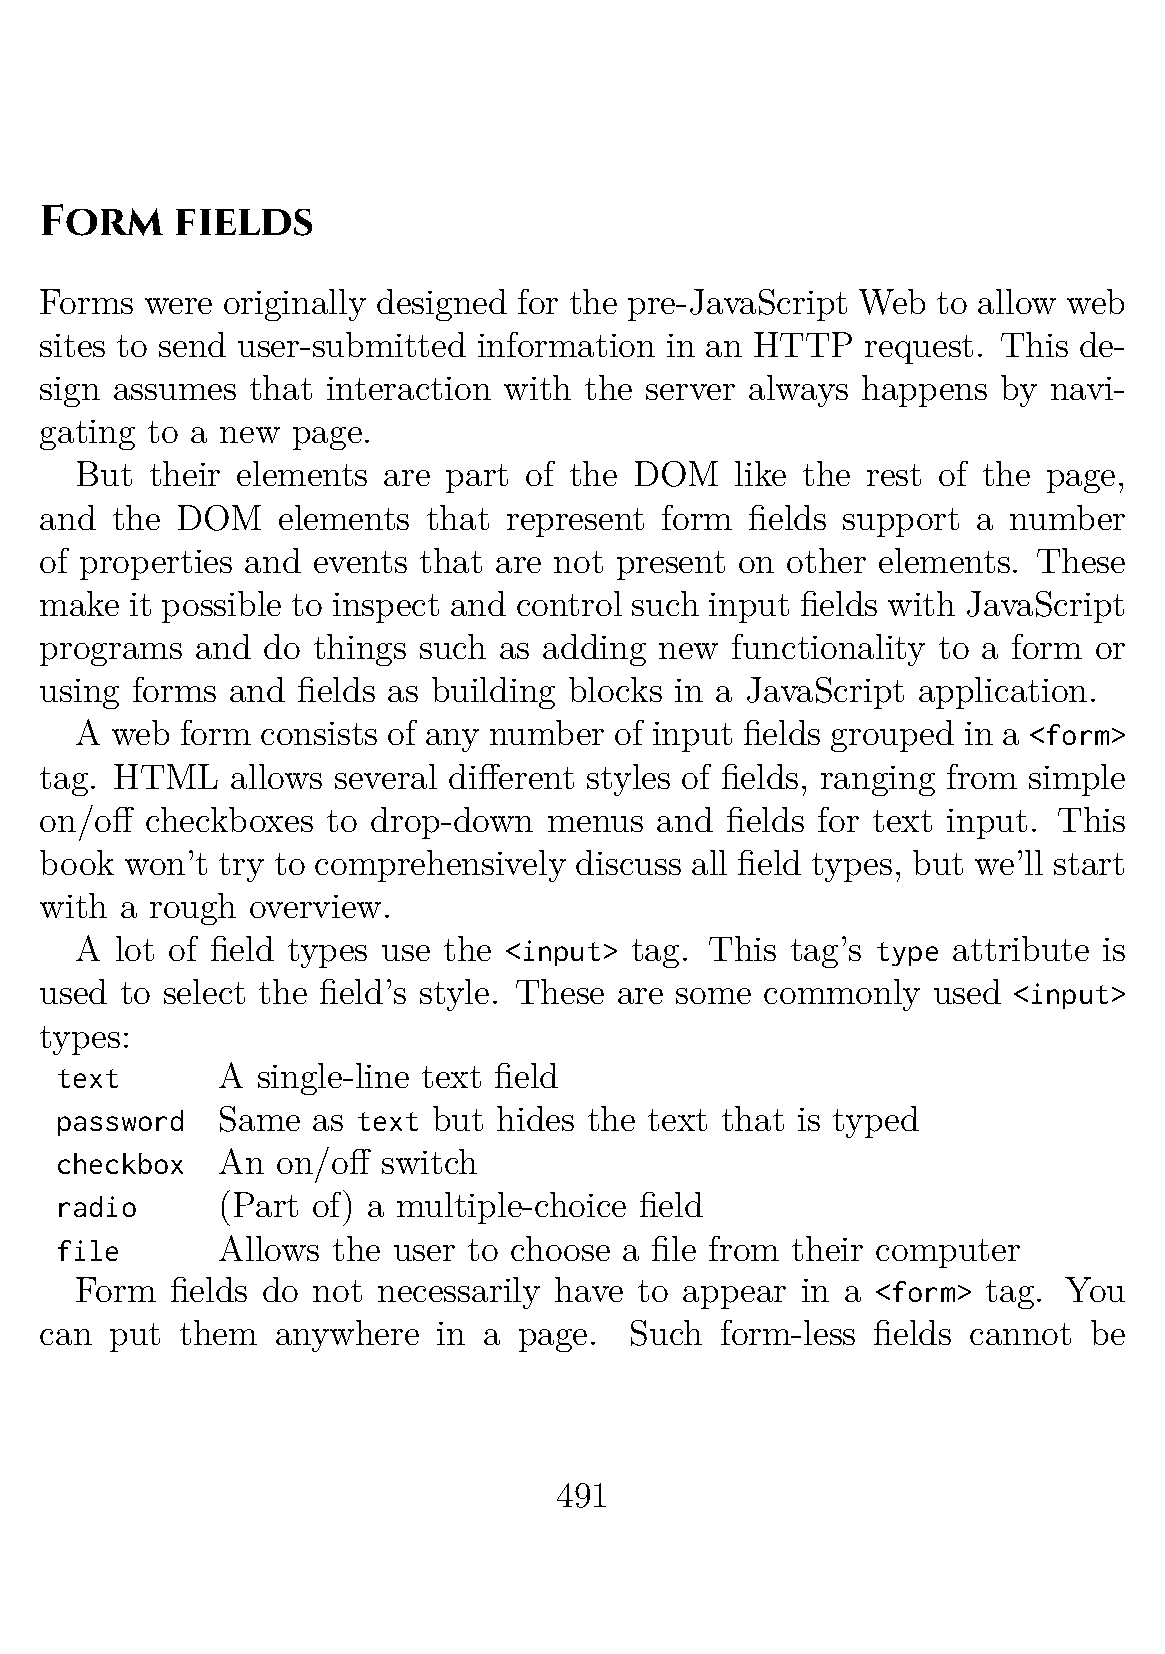 Form fields
Forms were originally designed for the pre-JavaScript Web to allow web
sites to send user-submitted information in an HTTP request. This de-
sign assumes that interaction with the server always happens by navi-
gating to a new page.
But their elements are part of the DOM like the rest of the page,
and the DOM elements that represent form fields support a number
of properties and events that are not present on other elements. These
make it possible to inspect and control such input fields with JavaScript
programs and do things such as adding new functionality to a form or
using forms and fields as building blocks in a JavaScript application.
A web form consists of any number of input fields grouped in a <form>
tag. HTML allows several different styles of fields, ranging from simple
on/off checkboxes to drop-down menus and fields for text input. This
book won't try to comprehensively discuss all field types, but we'll start
with a rough overview.
A lot of field types use the <input> tag. This tag's type attribute is
used to select the field's style. These are some commonly used <input>
types:
text A single-line text field
password Same as text but hides the text that is typed
checkbox An on/off switch
radio (Part of) a multiple-choice field
file Allows the user to choose a file from their computer
Form fields do not necessarily have to appear in a <form> tag. You
can put them anywhere in a page. Such form-less fields cannot be
491